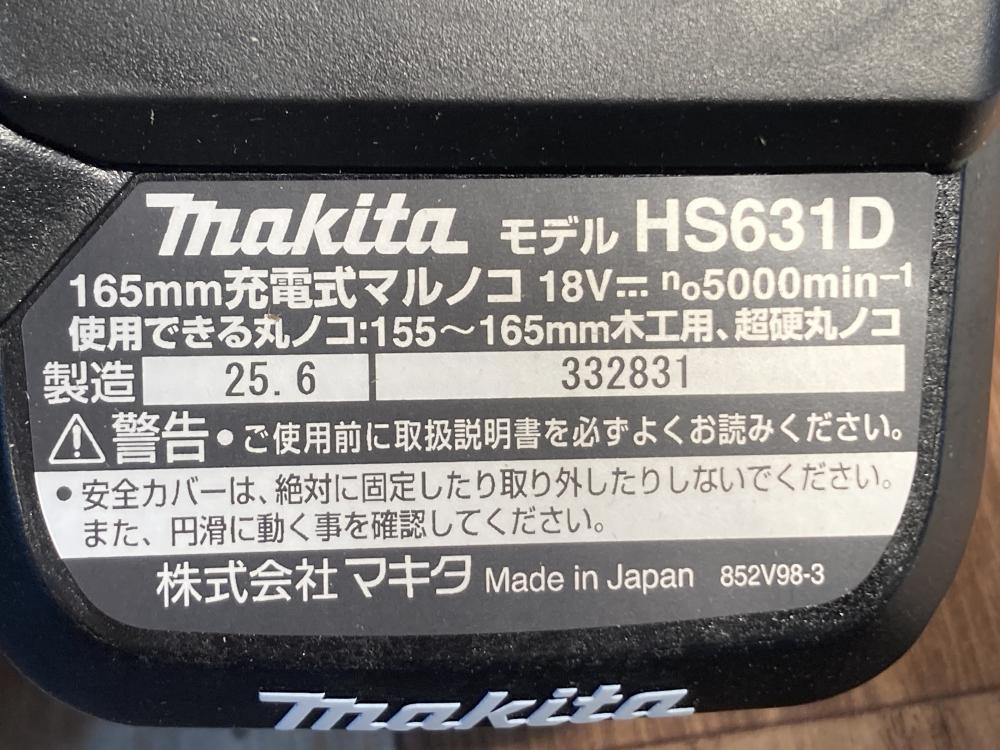 makita モデル HS631D
165mm充電式マルノコ 18V⎓ n₀5000min⁻¹
使用できる丸ノコ:155～165mm木工用、超硬丸ノコ
製造 25.6 332831
⚠警告 ●ご使用前に取扱説明書を必ずよくお読みください。
●安全カバーは、絶対に固定したり取り外したりしないでください。
また、円滑に動く事を確認してください。
株式会社マキタ Made in Japan 852V98-3
makita